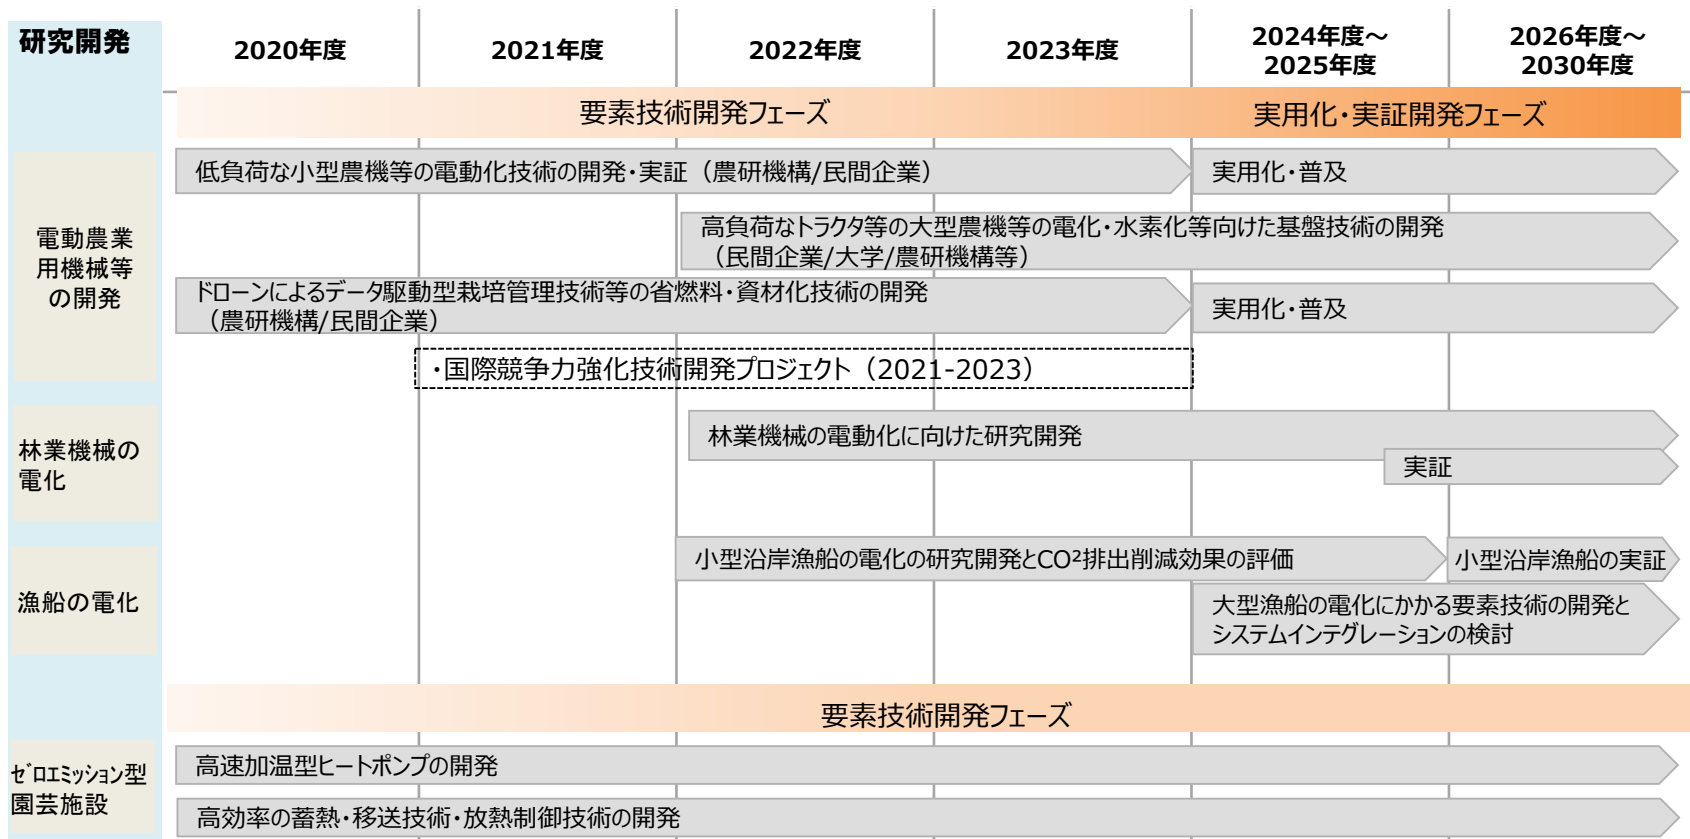 研究開発
2020年度
2021年度
2022年度
2023年度
2024年度～
2025年度
2026年度～
2030年度
要素技術開発フェーズ
実用化・実証開発フェーズ
電動農業
用機械等
の開発
低負荷な小型農機等の電動化技術の開発・実証（農研機構/民間企業）
実用化・普及
高負荷なトラクタ等の大型農機等の電化・水素化等向けた基盤技術の開発
（民間企業/大学/農研機構等）
ドローンによるデータ駆動型栽培管理技術等の省燃料・資材化技術の開発
（農研機構/民間企業）
実用化・普及
・国際競争力強化技術開発プロジェクト（2021-2023）
林業機械の
電化
林業機械の電動化に向けた研究開発
実証
漁船の電化
小型沿岸漁船の電化の研究開発とCO²排出削減効果の評価
小型沿岸漁船の実証
大型漁船の電化にかかる要素技術の開発と
システムインテグレーションの検討
要素技術開発フェーズ
ゼロエミッション型
園芸施設
高速加温型ヒートポンプの開発
高効率の蓄熱・移送技術・放熱制御技術の開発